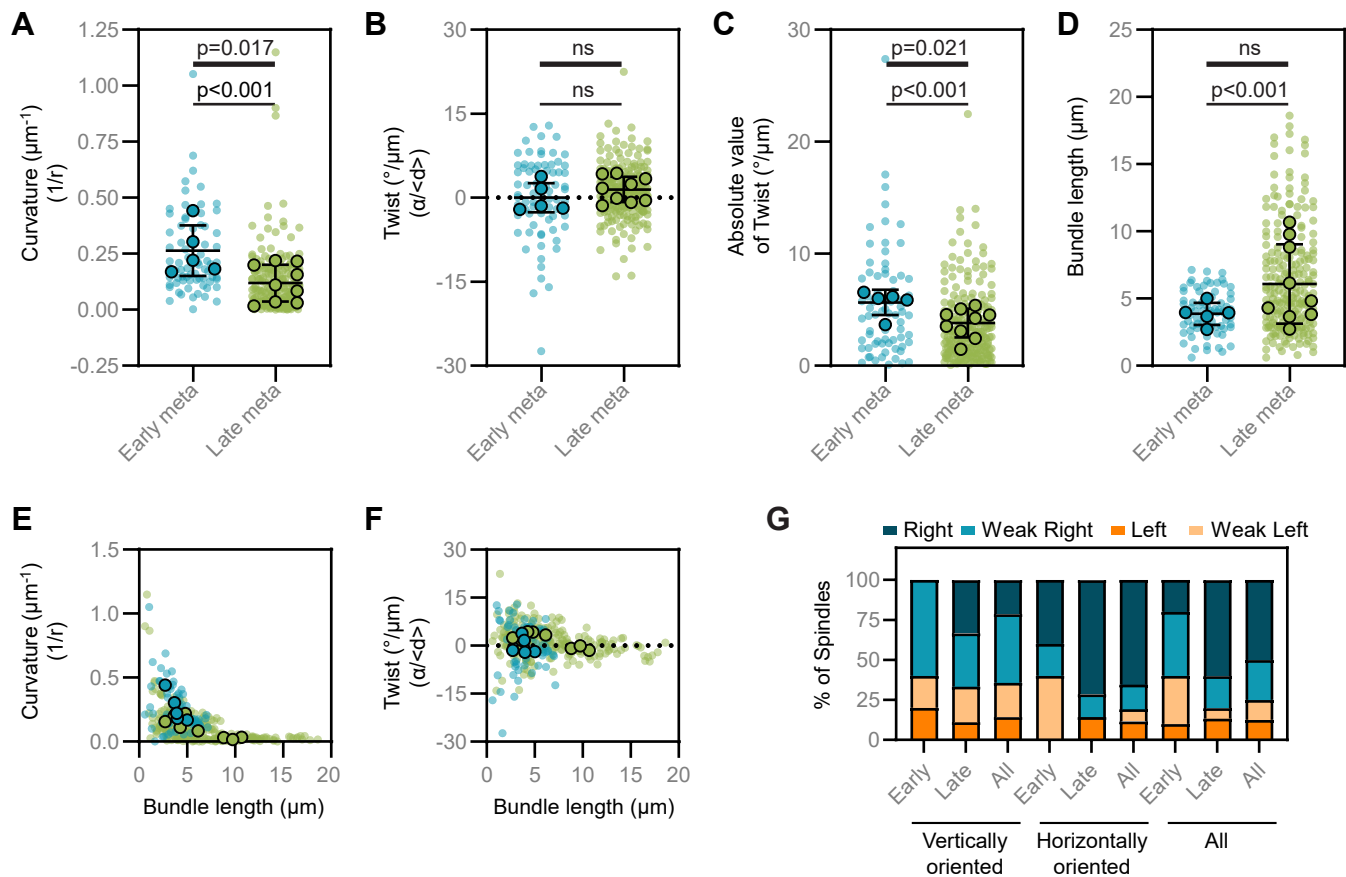 A
1.25
1.00
0.75
0.50
0.25
0.00
-0.25
Curvature (µm⁻¹)
(1/r)
p=0.017
p<0.001
Early meta
Late meta
B
30
15
0
-15
-30
Twist (°/µm)
(α/<d>)
ns
ns
Early meta
Late meta
C
30
20
10
0
Absolute value
of Twist (°/µm)
p=0.021
p<0.001
Early meta
Late meta
D
25
20
15
10
5
0
Bundle length (µm)
ns
p<0.001
Early meta
Late meta
E
1.5
1.0
0.5
0.0
Curvature (µm⁻¹)
(1/r)
0 5 10 15 20
Bundle length (µm)
F
30
15
0
-15
-30
Twist (°/µm)
(α/<d>)
0 5 10 15 20
Bundle length (µm)
G
Right Weak Right Left Weak Left
100
75
50
25
0
% of Spindles
Early Late All Early Late All Early Late All
Vertically
oriented
Horizontally
oriented
All